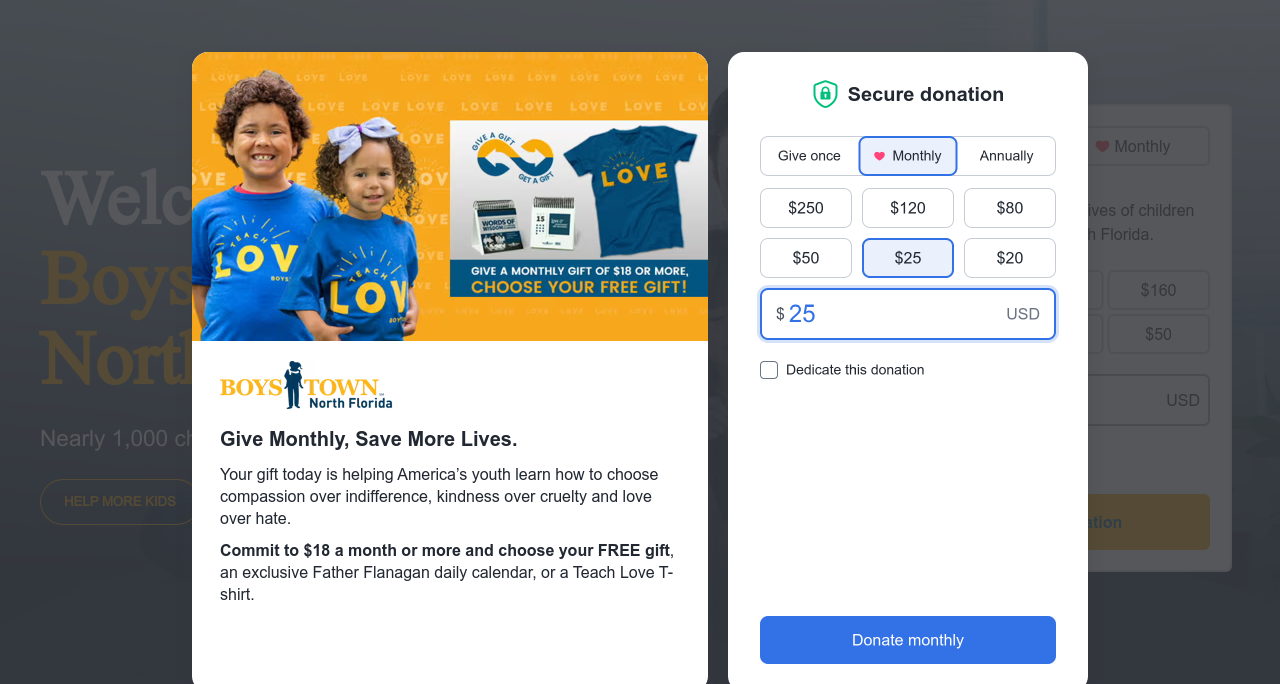 Welc
Boys
North
Nearly 1,000 ch
HELP MORE KIDS
LOVE LOVE LOVE LOVE LOVE LOVE LOVE
TEACH
LOV
BOYS
TEACH
LOV
GIVE A GIFT
GET A GIFT
WORDS OF
WISDOM
15
LOVE
GIVE A MONTHLY GIFT OF $18 OR MORE,
CHOOSE YOUR FREE GIFT!
BOYS TOWN
North Florida
Give Monthly, Save More Lives.
Your gift today is helping America’s youth learn how to choose
compassion over indifference, kindness over cruelty and love
over hate.
Commit to $18 a month or more and choose your FREE gift,
an exclusive Father Flanagan daily calendar, or a Teach Love T-
shirt.
Secure donation
Give once Monthly Annually
$250 $120 $80
$50 $25 $20
$ 25 USD
Dedicate this donation
Donate monthly
Monthly
ives of children
h Florida.
$160
$50
USD
ation